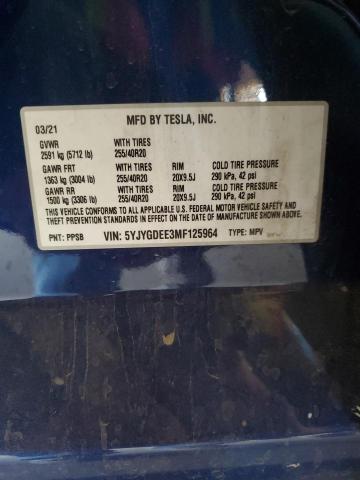 MFD BY TESLA, INC.
03/21
GVWR WITH TIRES
2591 kg (5712 lb) 255/40R20
GAWR FRT WITH TIRES RIM COLD TIRE PRESSURE
1363 kg (3004 lb) 255/40R20 20X9.5J 290 kPa, 42 psi
GAWR RR WITH TIRES RIM COLD TIRE PRESSURE
1500 kg (3306 lb) 255/40R20 20X9.5J 290 kPa, 42 psi
THIS VEHICLE CONFORMS TO ALL APPLICABLE U.S. FEDERAL MOTOR VEHICLE SAFETY AND
THEFT PREVENTION STANDARDS IN EFFECT ON THE DATE OF MANUFACTURE SHOWN ABOVE.
PNT: PPSB VIN: 5YJYGDEE3MF125964 TYPE: MPV